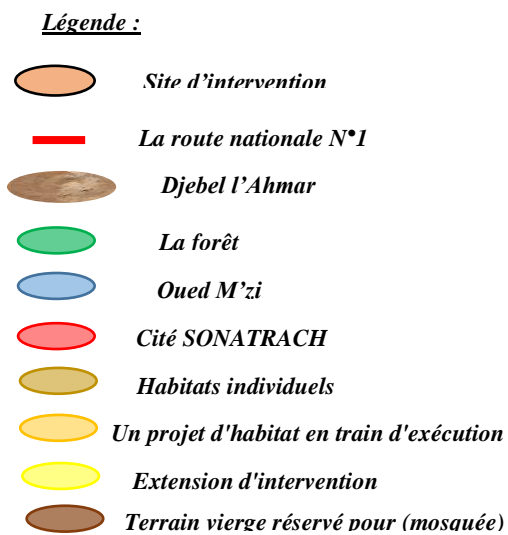 Légende :
Site d'intervention
La route nationale N°1
Djebel l'Ahmar
La forêt
Oued M'zi
Cité SONATRACH
Habitats individuels
Un projet d'habitat en train d'exécution
Extension d'intervention
Terrain vierge réservé pour (mosquée)